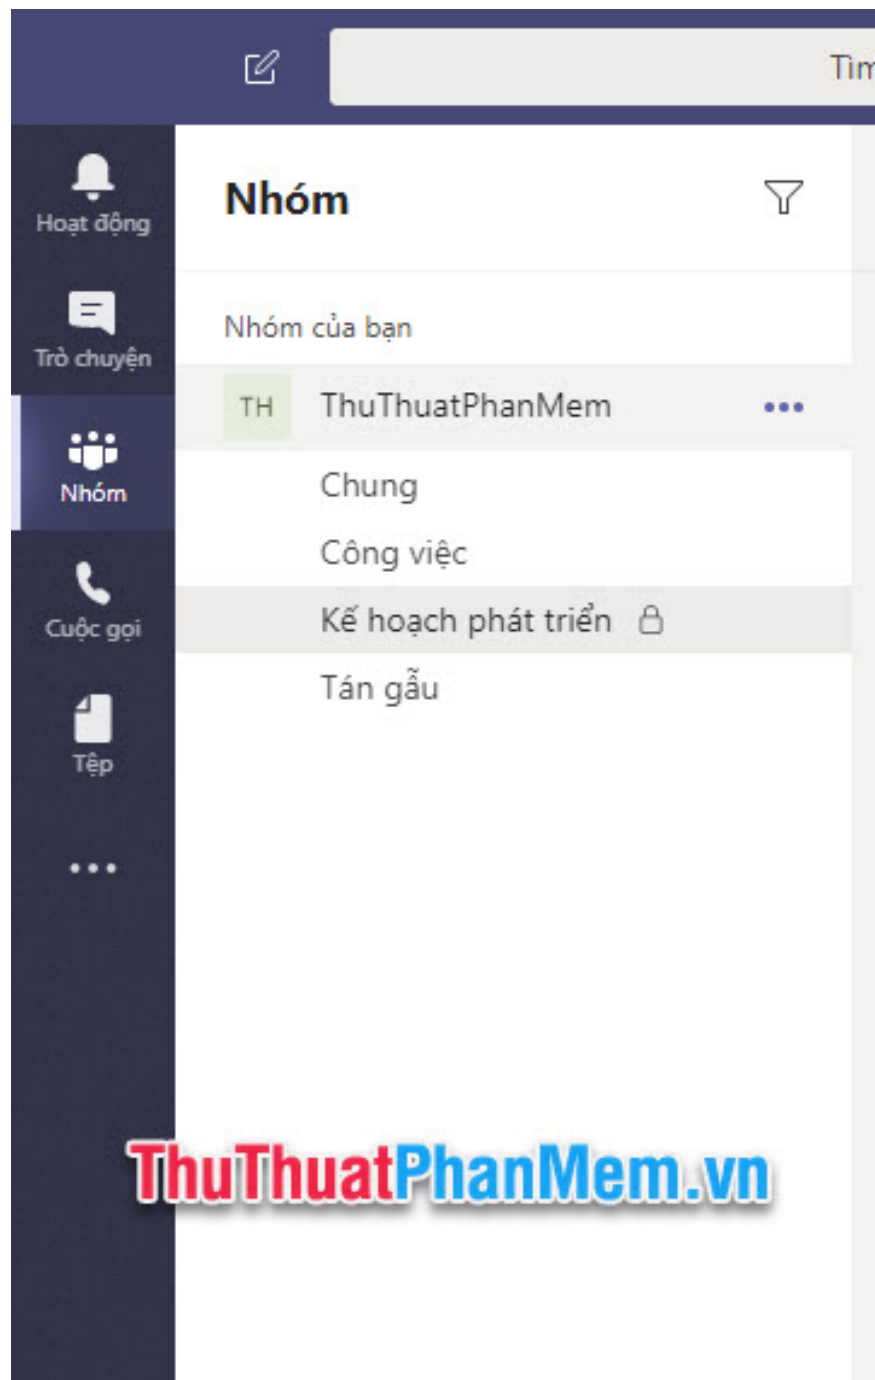 Tìm
Hoạt động
Trò chuyện
Nhóm
Cuộc gọi
Tệp
Nhóm
Nhóm của bạn
TH ThuThuatPhanMem
Chung
Công việc
Kế hoạch phát triển
Tán gẫu
ThuThuatPhanMem.vn